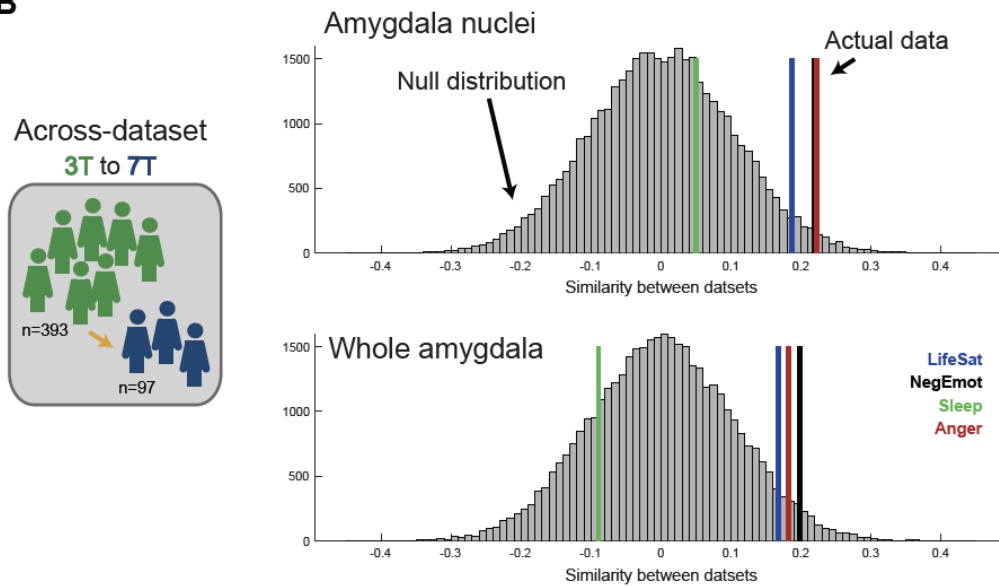 B
Across-dataset
3T to 7T
n=393
n=97
Amygdala nuclei
Null distribution
Actual data
1500
1000
500
0
-0.4 -0.3 -0.2 -0.1 0 0.1 0.2 0.3 0.4
Similarity between datsets
Whole amygdala
LifeSat
NegEmot
Sleep
Anger
1500
1000
500
0
-0.4 -0.3 -0.2 -0.1 0 0.1 0.2 0.3 0.4
Similarity between datsets